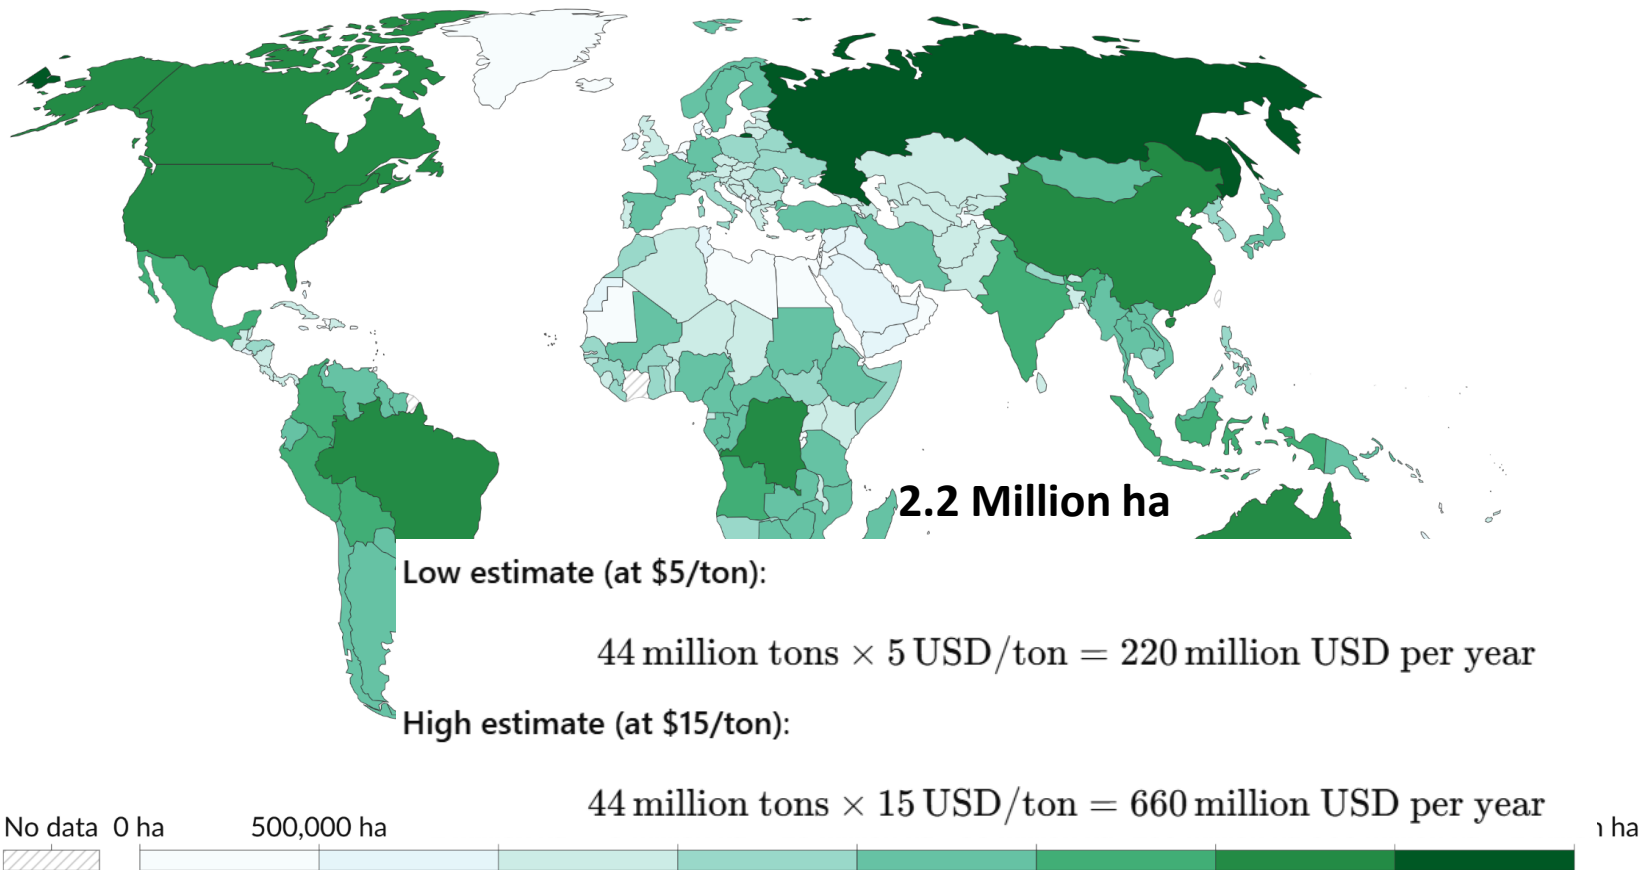 2.2 Million ha
Low estimate (at $5/ton):
44 million tons × 5 USD/ton = 220 million USD per year
High estimate (at $15/ton):
44 million tons × 15 USD/ton = 660 million USD per year
No data 0 ha 500,000 ha ha